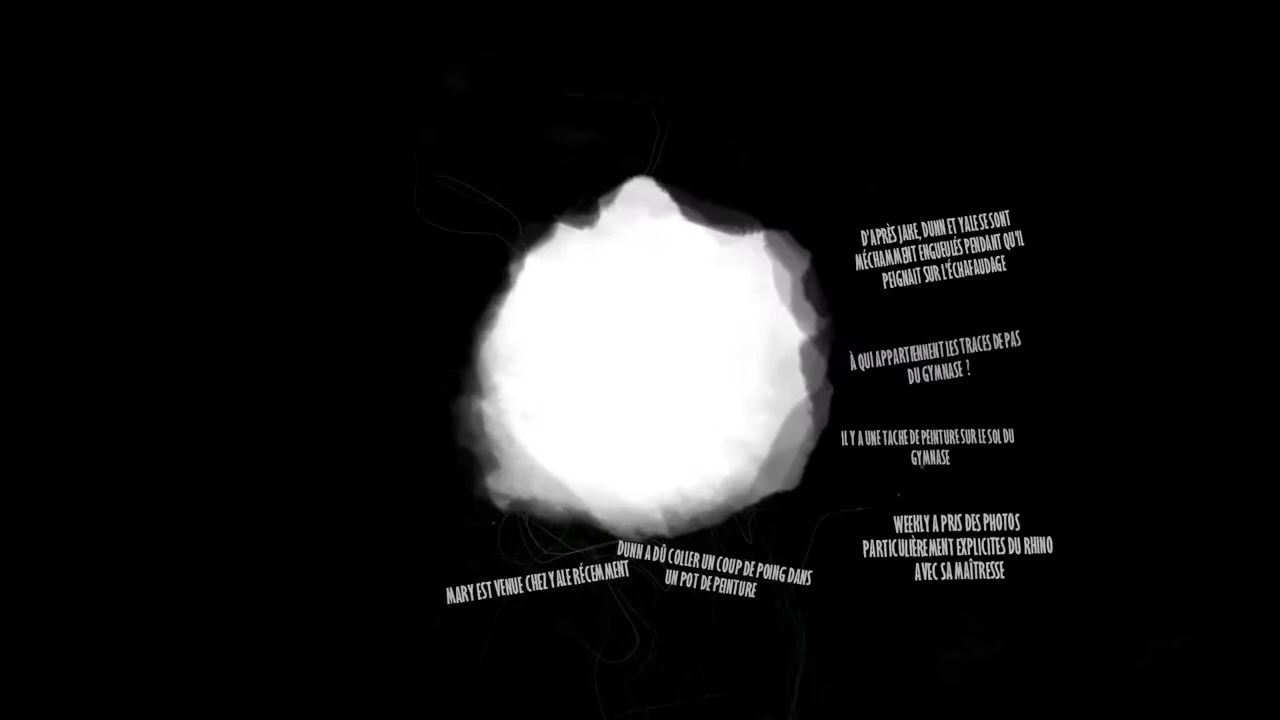 D'APRÈS JAKE, DUNN ET YALE SE SONT
MÉCHAMMENT ENGUEULÉS PENDANT QU'IL
PEIGNAIT SUR L'ÉCHAFAUDAGE
À QUI APPARTIENNENT LES TRACES DE PAS
DU GYMNASE ?
IL Y A UNE TACHE DE PEINTURE SUR LE SOL DU
GYMNASE
WEEKLY A PRIS DES PHOTOS
PARTICULIÈREMENT EXPLICITES DU RHINO
AVEC SA MAÎTRESSE
DUNN A DÛ COLLER UN COUP DE POING DANS
UN POT DE PEINTURE
MARY EST VENUE CHEZ YALE RÉCEMMENT